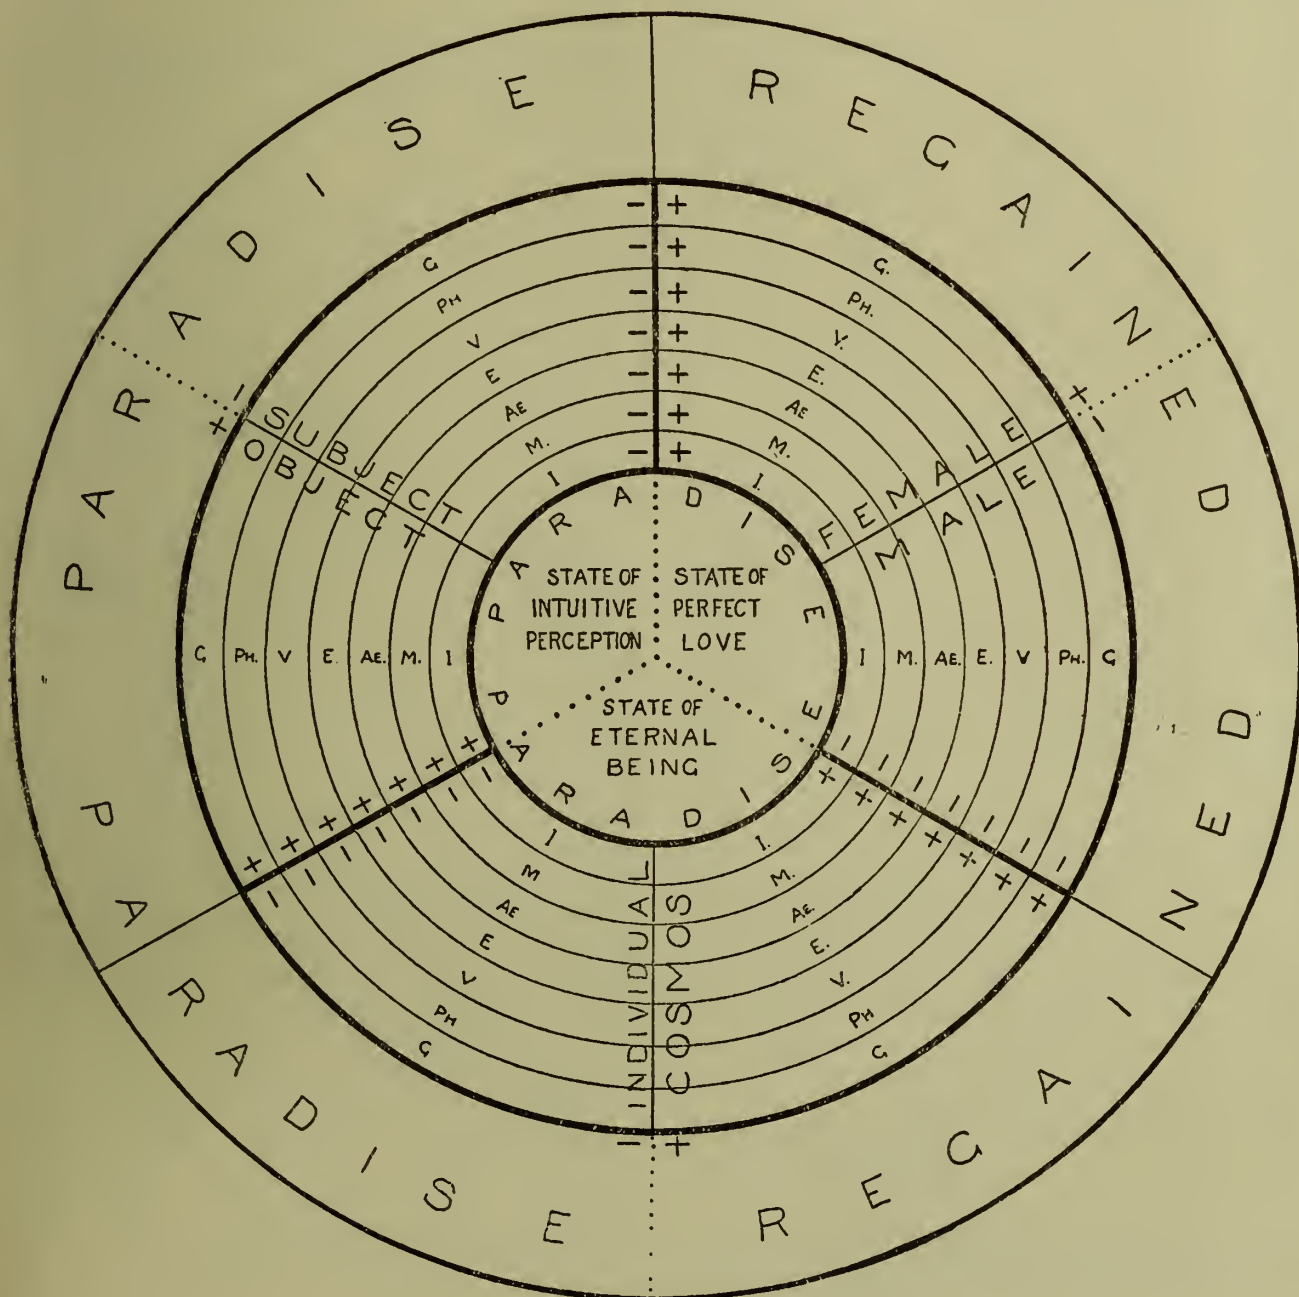 PARADISE REGAINED
PARADISE REGAINED
PARADISE
PARADISE
STATE OF
INTUITIVE
PERCEPTION
STATE OF
PERFECT
LOVE
STATE OF
ETERNAL
BEING
SUBJECT
OBJECT
FEMALE
MALE
INDIVIDUAL
COSMOS
G PH V E AE M. I
G. PH. V. E. AE M. I.
G PH. V E. AE. M. I
I M. AE. E. V PH. G
I M AE E V PH G
I. M. AE. E. V. PH G
- +
- +
- +
- +
- +
- +
- +
- +
+ -
+ -
+ -
+ -
+ -
+ -
+ -
+ -
- +
- +
- +
- +
- +
- +
- +
- +